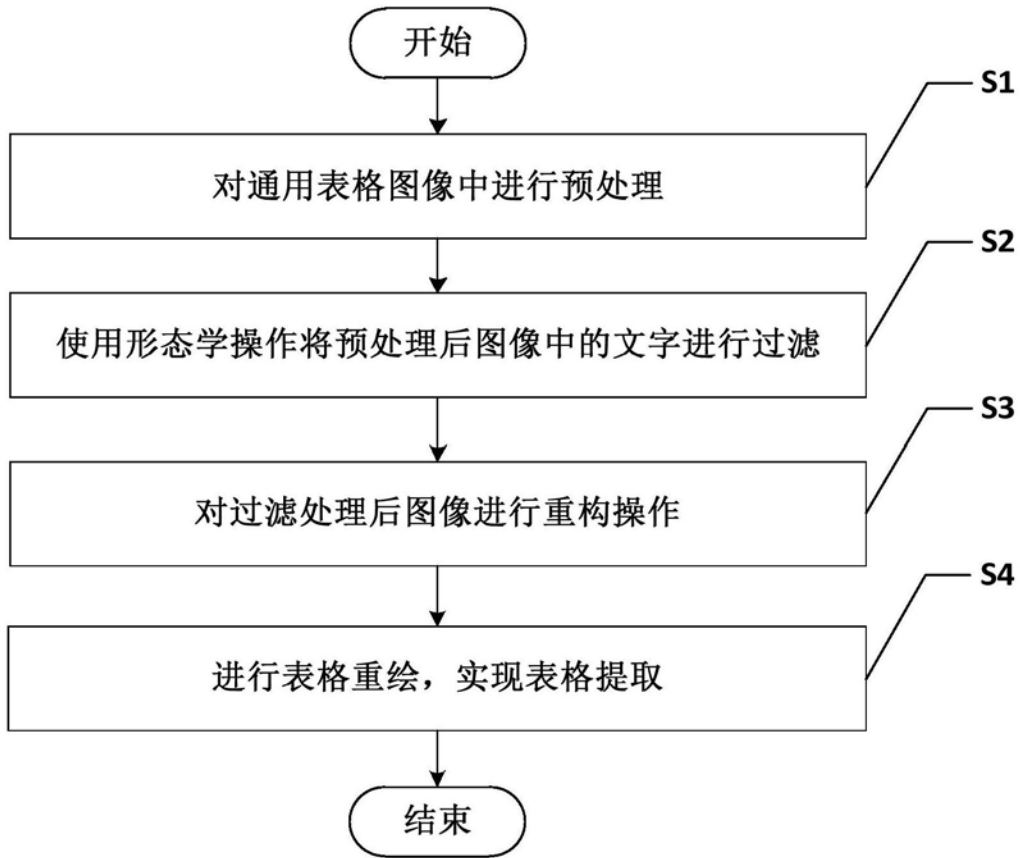 开始
S1
对通用表格图像中进行预处理
S2
使用形态学操作将预处理后图像中的文字进行过滤
S3
对过滤处理后图像进行重构操作
S4
进行表格重绘，实现表格提取
结束